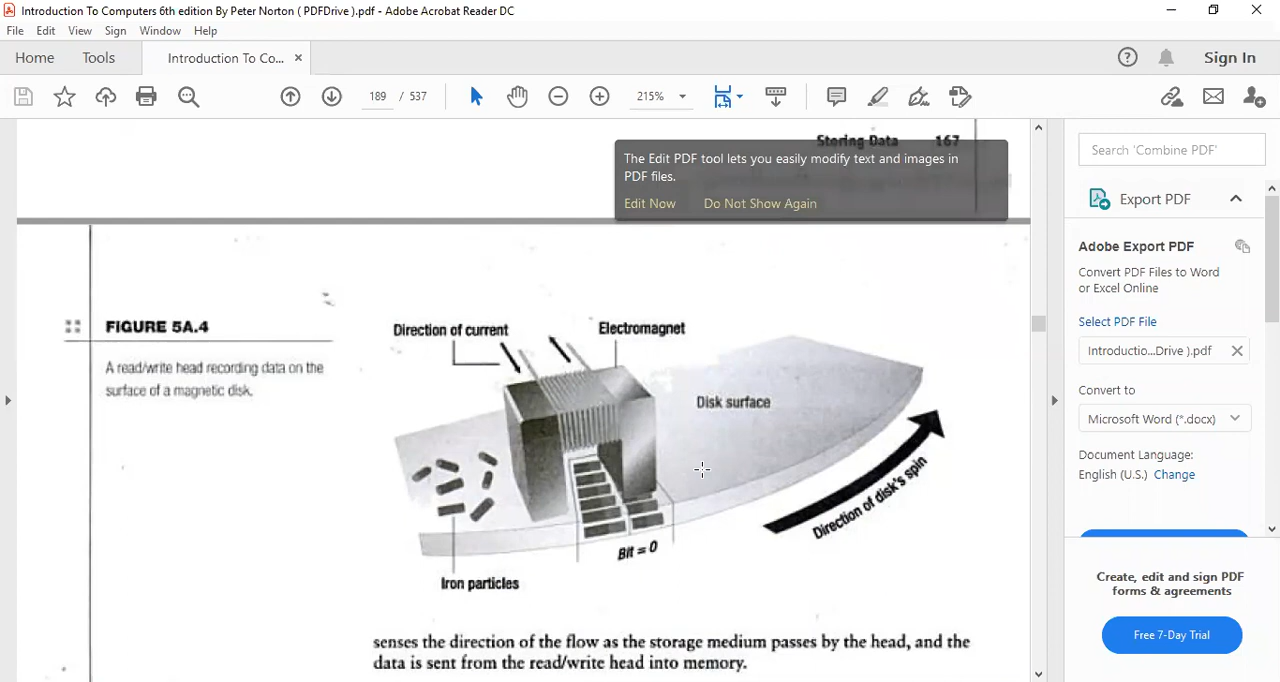 Introduction To Computers 6th edition By Peter Norton ( PDFDrive ).pdf - Adobe Acrobat Reader DC
File Edit View Sign Window Help
Home Tools Introduction To Co... × Sign In
189 / 537 215%
Storing Data 167
The Edit PDF tool lets you easily modify text and images in
PDF files.
Edit Now Do Not Show Again
FIGURE 5A.4
A read/write head recording data on the
surface of a magnetic disk.
Direction of current
Electromagnet
Disk surface
Direction of disk's spin
Bit = 0
Iron particles
senses the direction of the flow as the storage medium passes by the head, and the
data is sent from the read/write head into memory.
Search 'Combine PDF'
Export PDF
Adobe Export PDF
Convert PDF Files to Word
or Excel Online
Select PDF File
Introductio...Drive ).pdf
Convert to
Microsoft Word (*.docx)
Document Language:
English (U.S.) Change
Create, edit and sign PDF
forms & agreements
Free 7-Day Trial